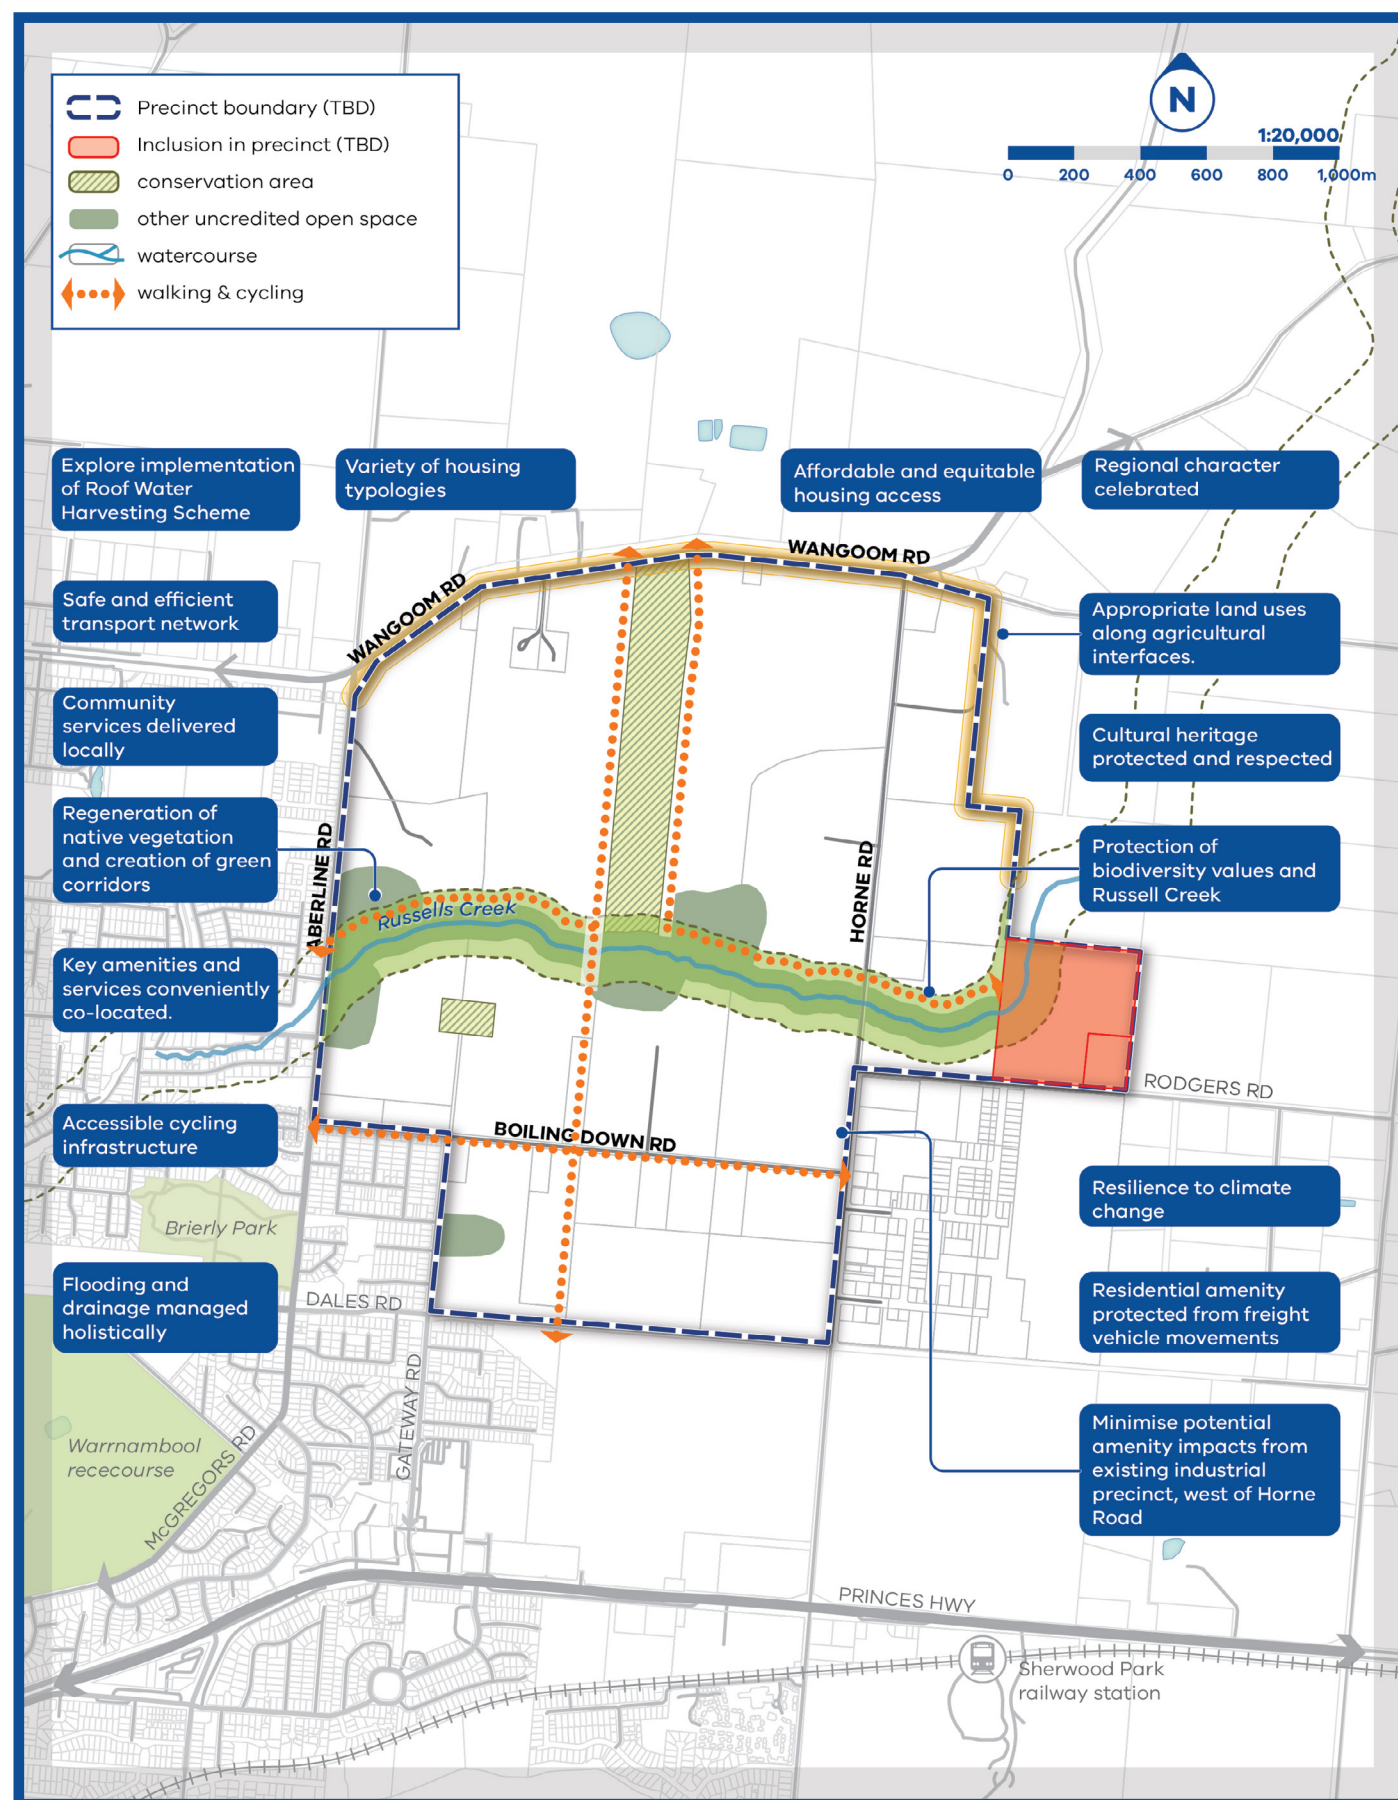 Precinct boundary (TBD)
Inclusion in precinct (TBD)
conservation area
other uncredited open space
watercourse
walking & cycling
N
1:20,000
0 200 400 600 800 1,000m
Explore implementation
of Roof Water
Harvesting Scheme
Variety of housing
typologies
Affordable and equitable
housing access
Regional character
celebrated
WANGOOM RD
WANGOOM RD
Safe and efficient
transport network
Appropriate land uses
along agricultural
interfaces.
Community
services delivered
locally
Cultural heritage
protected and respected
Regeneration of
native vegetation
and creation of green
corridors
ABERLINE RD
HORNE RD
Protection of
biodiversity values and
Russell Creek
Russells Creek
Key amenities and
services conveniently
co-located.
RODGERS RD
Accessible cycling
infrastructure
BOILING DOWN RD
Brierly Park
Resilience to climate
change
Flooding and
drainage managed
holistically
DALES RD
Residential amenity
protected from freight
vehicle movements
GATEWAY RD
Warrnambool
rececourse
McGREGORS RD
Minimise potential
amenity impacts from
existing industrial
precinct, west of Horne
Road
PRINCES HWY
Sherwood Park
railway station